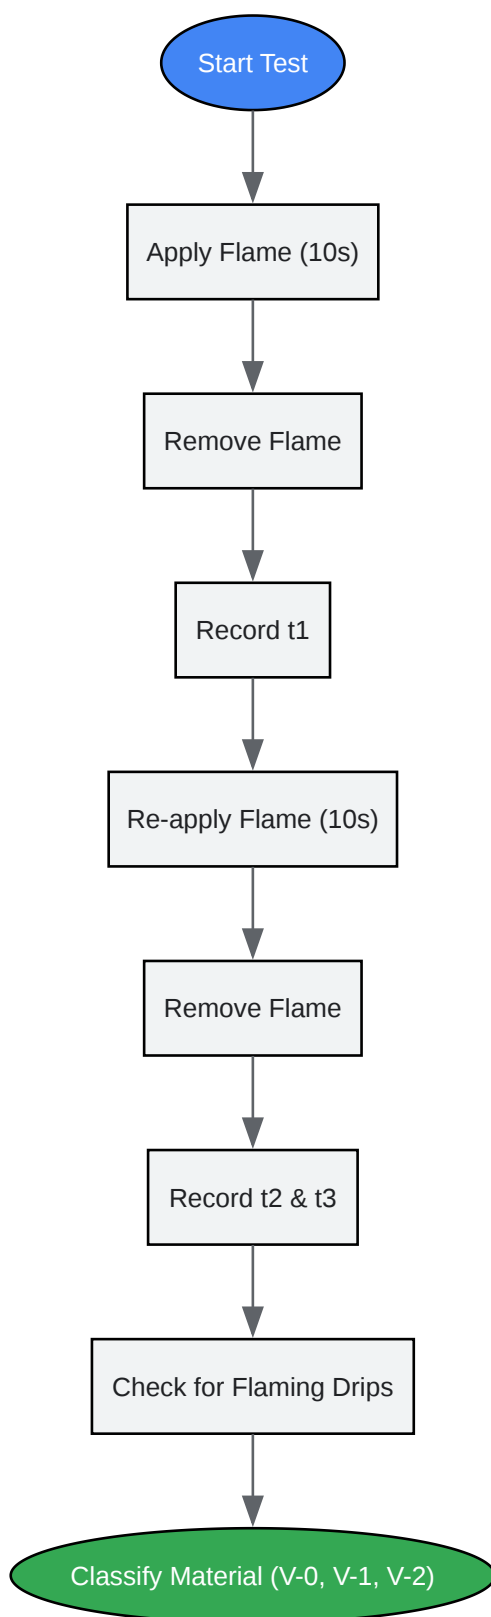 Start Test
Apply Flame (10s)
Remove Flame
Record t1
Re-apply Flame (10s)
Remove Flame
Record t2 & t3
Check for Flaming Drips
Classify Material (V-0, V-1, V-2)